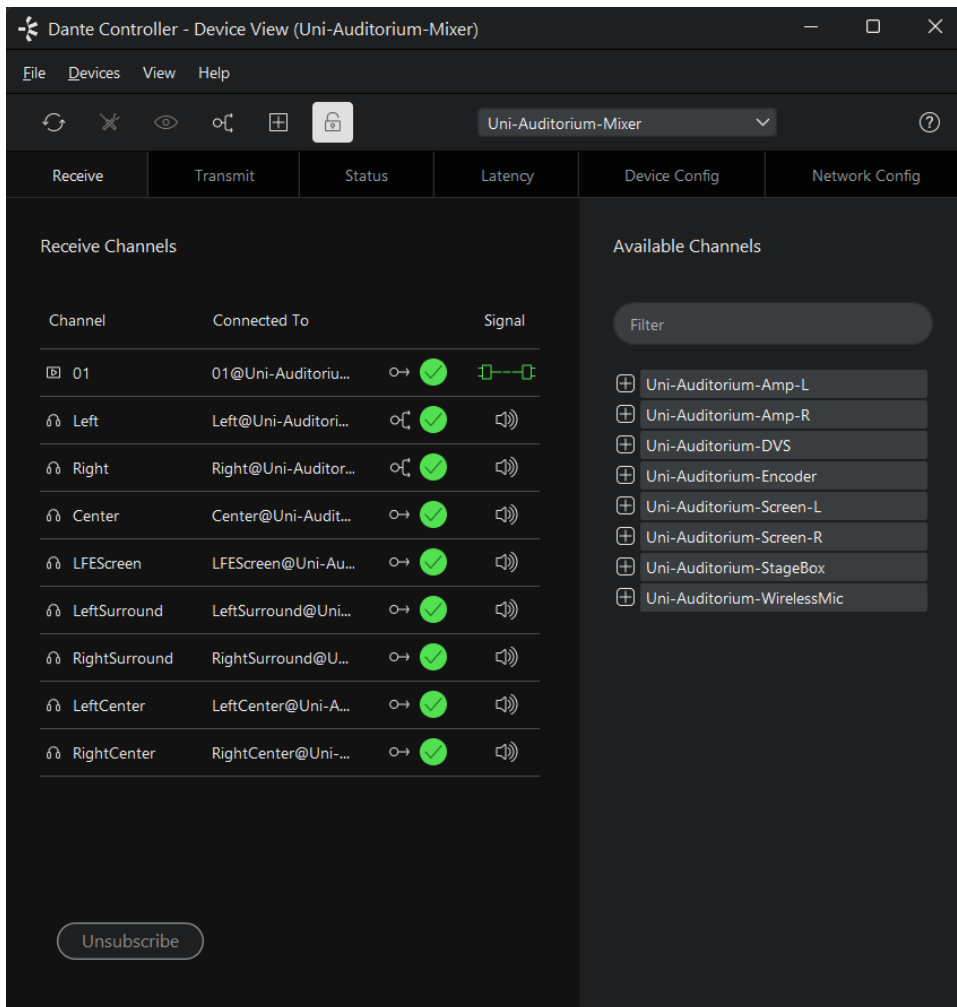 Dante Controller - Device View (Uni-Auditorium-Mixer)
File Devices View Help
Uni-Auditorium-Mixer
Receive Transmit Status Latency Device Config Network Config
Receive Channels
Channel Connected To Signal
01 01@Uni-Auditoriu...
Left Left@Uni-Auditori...
Right Right@Uni-Auditor...
Center Center@Uni-Audit...
LFEScreen LFEScreen@Uni-Au...
LeftSurround LeftSurround@Uni...
RightSurround RightSurround@U...
LeftCenter LeftCenter@Uni-A...
RightCenter RightCenter@Uni-...
Unsubscribe
Available Channels
Filter
Uni-Auditorium-Amp-L
Uni-Auditorium-Amp-R
Uni-Auditorium-DVS
Uni-Auditorium-Encoder
Uni-Auditorium-Screen-L
Uni-Auditorium-Screen-R
Uni-Auditorium-StageBox
Uni-Auditorium-WirelessMic